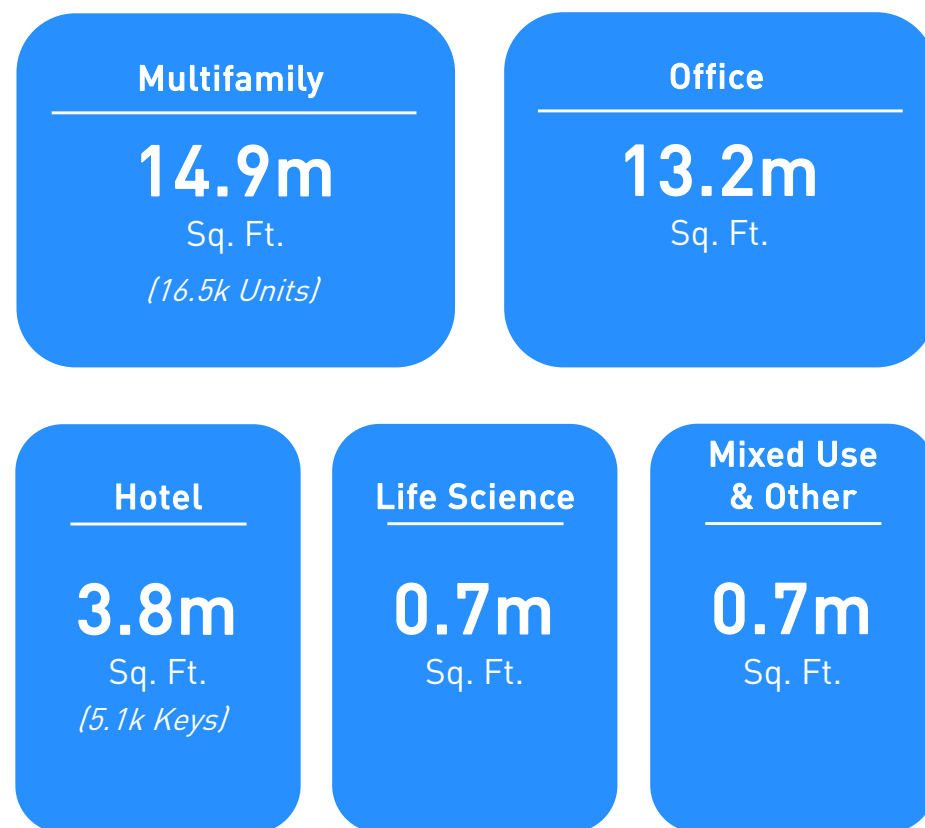 Multifamily
14.9m
Sq. Ft.
(16.5k Units)
Office
13.2m
Sq. Ft.
Hotel
3.8m
Sq. Ft.
(5.1k Keys)
Life Science
0.7m
Sq. Ft.
Mixed Use
& Other
0.7m
Sq. Ft.